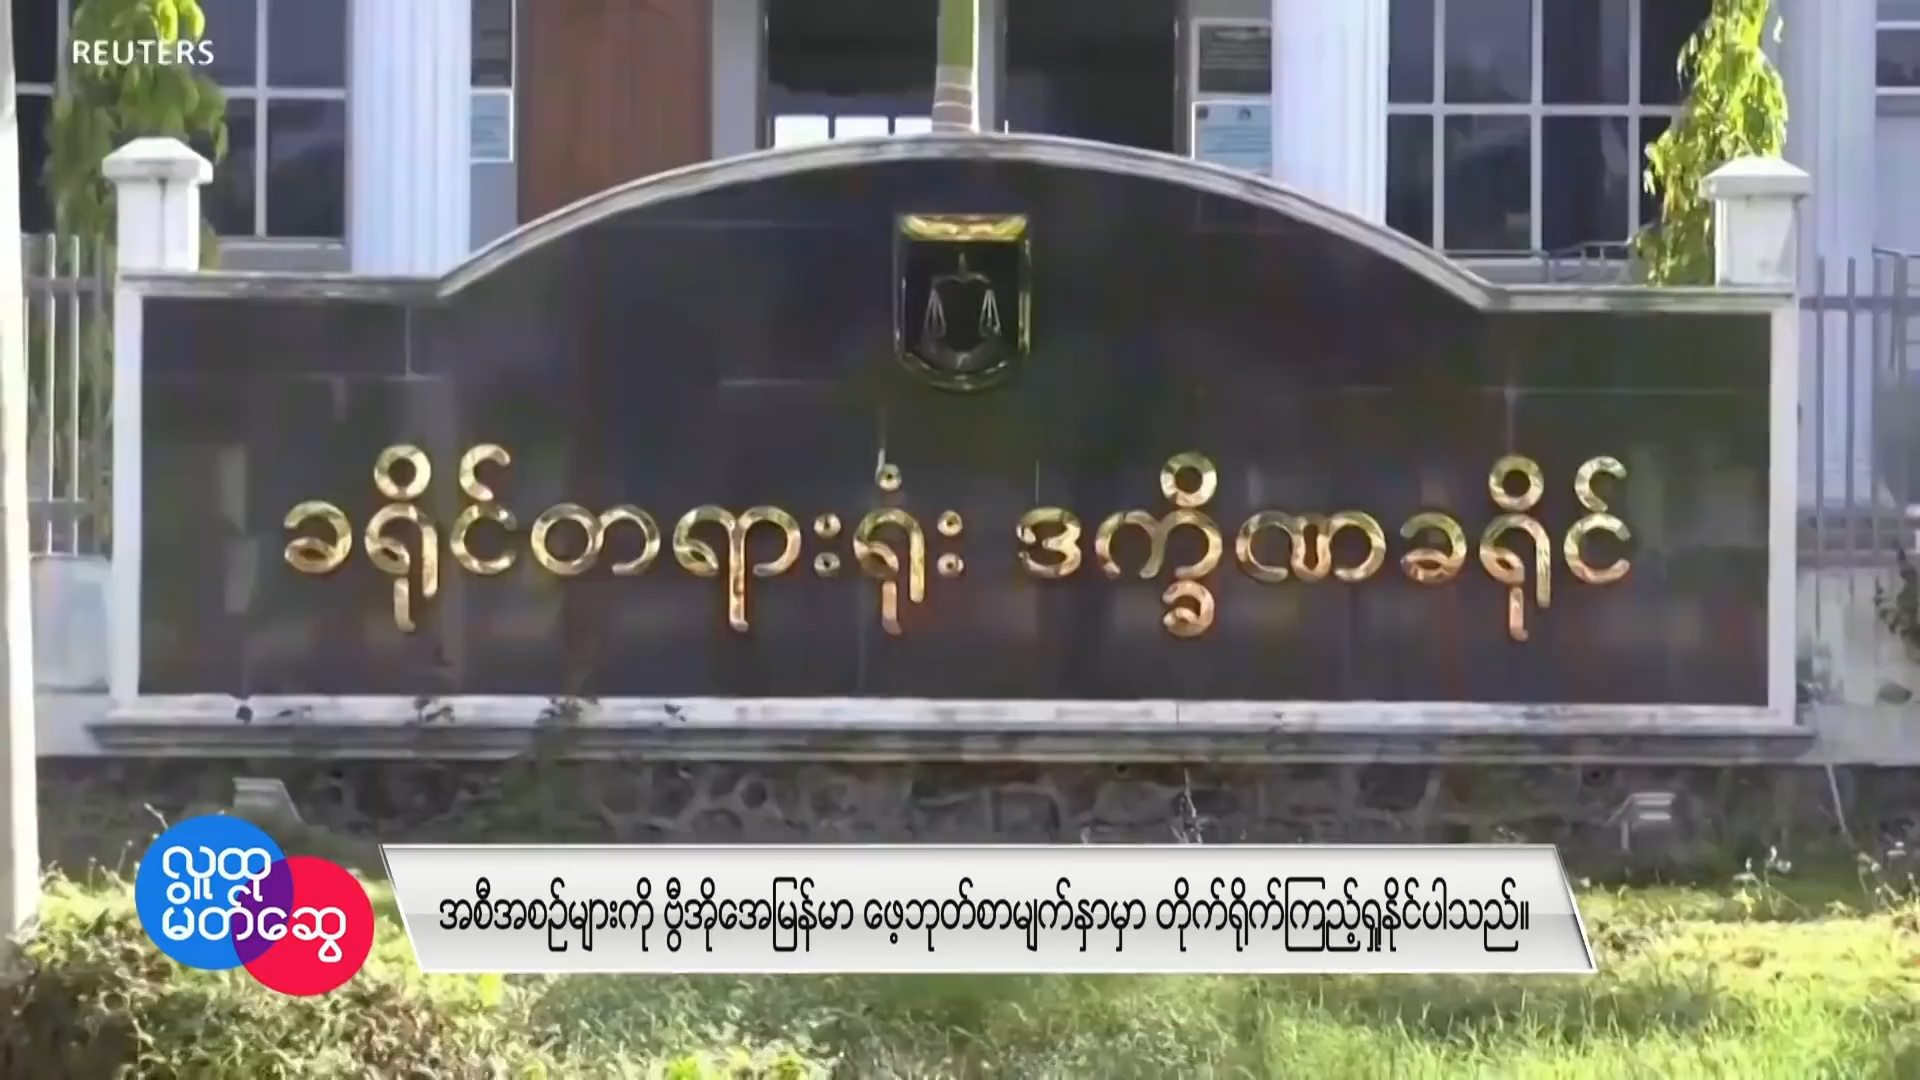 REUTERS
ခရိုင်တရားရုံး ဒက္ခိဏခရိုင်
လူထု
မိတ်ဆွေ
အစီအစဉ်များကို ဗွီအိုအေမြန်မာ ဖေ့ဘုတ်စာမျက်နှာမှာ တိုက်ရိုက်ကြည့်ရှုနိုင်ပါသည်။